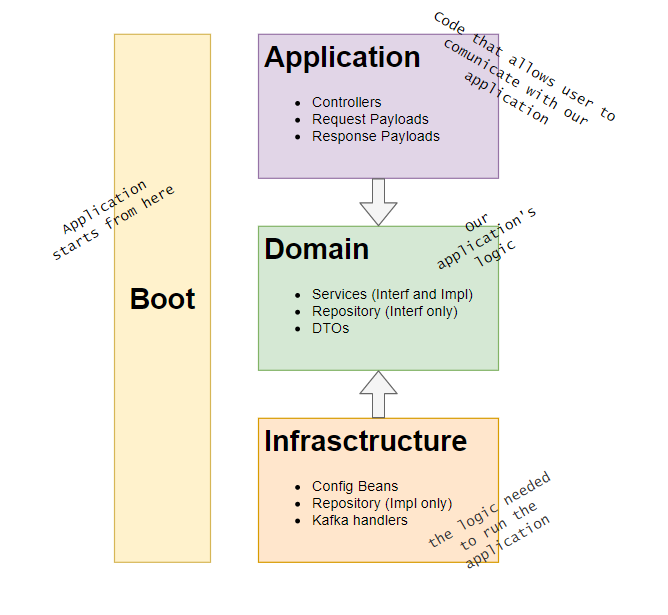 Application
Controllers
Request Payloads
Response Payloads
Code that allows user to
comunicate with our
application
Application
starts from here
Boot
Domain
Services (Interf and Impl)
Repository (Interf only)
DTOs
Our
application's
logic
Infrasctructure
Config Beans
Repository (Impl only)
Kafka handlers
the logic needed
to run the
application